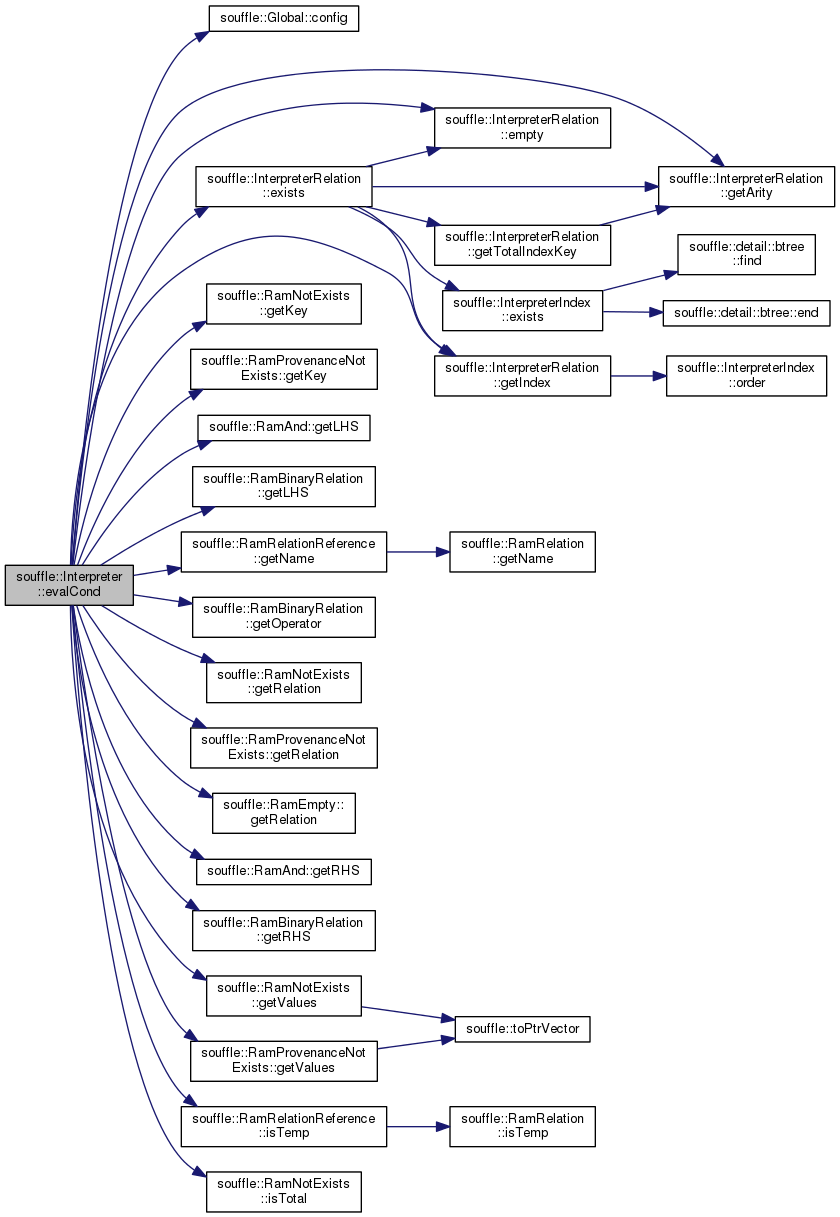 souffle::Global::config
souffle::InterpreterRelation
::empty
souffle::InterpreterRelation
::exists
souffle::InterpreterRelation
::getArity
souffle::InterpreterRelation
::getTotalIndexKey
souffle::detail::btree
::find
souffle::RamNotExists
::getKey
souffle::InterpreterIndex
::exists
souffle::detail::btree::end
souffle::RamProvenanceNot
Exists::getKey
souffle::InterpreterRelation
::getIndex
souffle::InterpreterIndex
::order
souffle::RamAnd::getLHS
souffle::RamBinaryRelation
::getLHS
souffle::RamRelationReference
::getName
souffle::RamRelation
::getName
souffle::Interpreter
::evalCond
souffle::RamBinaryRelation
::getOperator
souffle::RamNotExists
::getRelation
souffle::RamProvenanceNot
Exists::getRelation
souffle::RamEmpty::
getRelation
souffle::RamAnd::getRHS
souffle::RamBinaryRelation
::getRHS
souffle::RamNotExists
::getValues
souffle::toPtrVector
souffle::RamProvenanceNot
Exists::getValues
souffle::RamRelationReference
::isTemp
souffle::RamRelation
::isTemp
souffle::RamNotExists
::isTotal